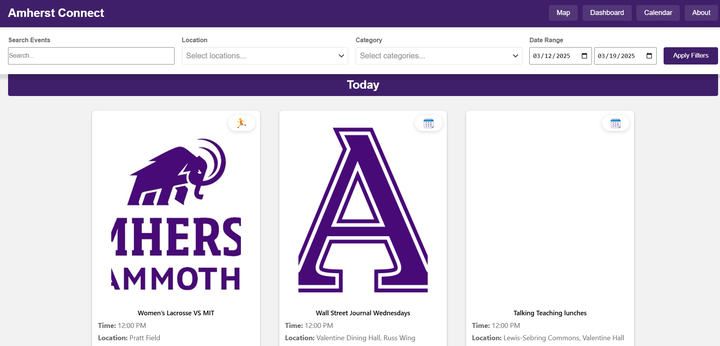 Amherst Connect
Map
Dashboard
Calendar
About
Search Events
Location
Category
Date Range
Search...
Select locations...
Select categories...
03/12/2025
03/19/2025
Apply Filters
Today
MHERS
AMMOTH
A
Women's Lacrosse VS MIT
Time: 12:00 PM
Location: Pratt Field
Wall Street Journal Wednesdays
Time: 12:00 PM
Location: Valentine Dining Hall, Russ Wing
Talking Teaching lunches
Time: 12:00 PM
Location: Lewis-Sebring Commons, Valentine Hall